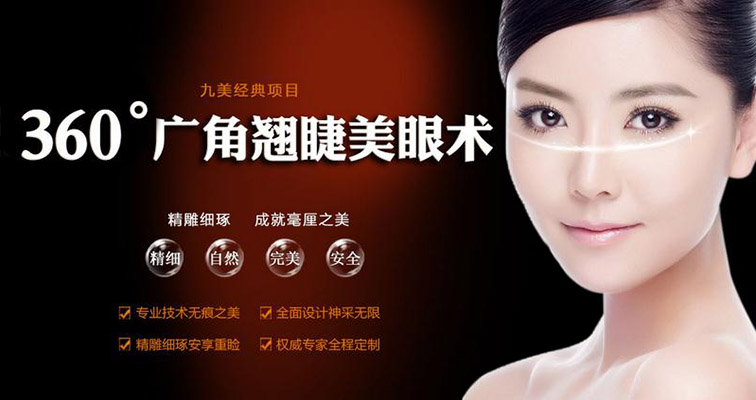 九美经典项目
360°广角翘睫美眼术
精雕细琢 成就毫厘之美
精细 自然 完美 安全
专业技术无痕之美 全面设计神采无限
精雕细琢安享重睑 权威专家全程定制